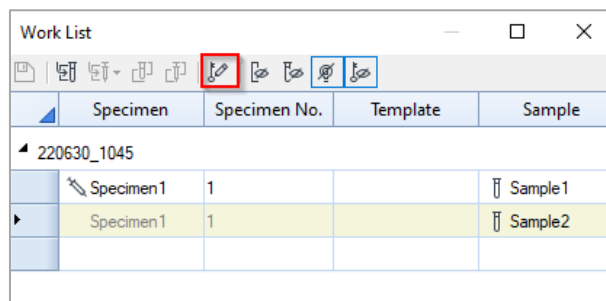 Work List
Specimen Specimen No. Template Sample
220630_1045
Specimen1 1 Sample1
Specimen1 1 Sample2